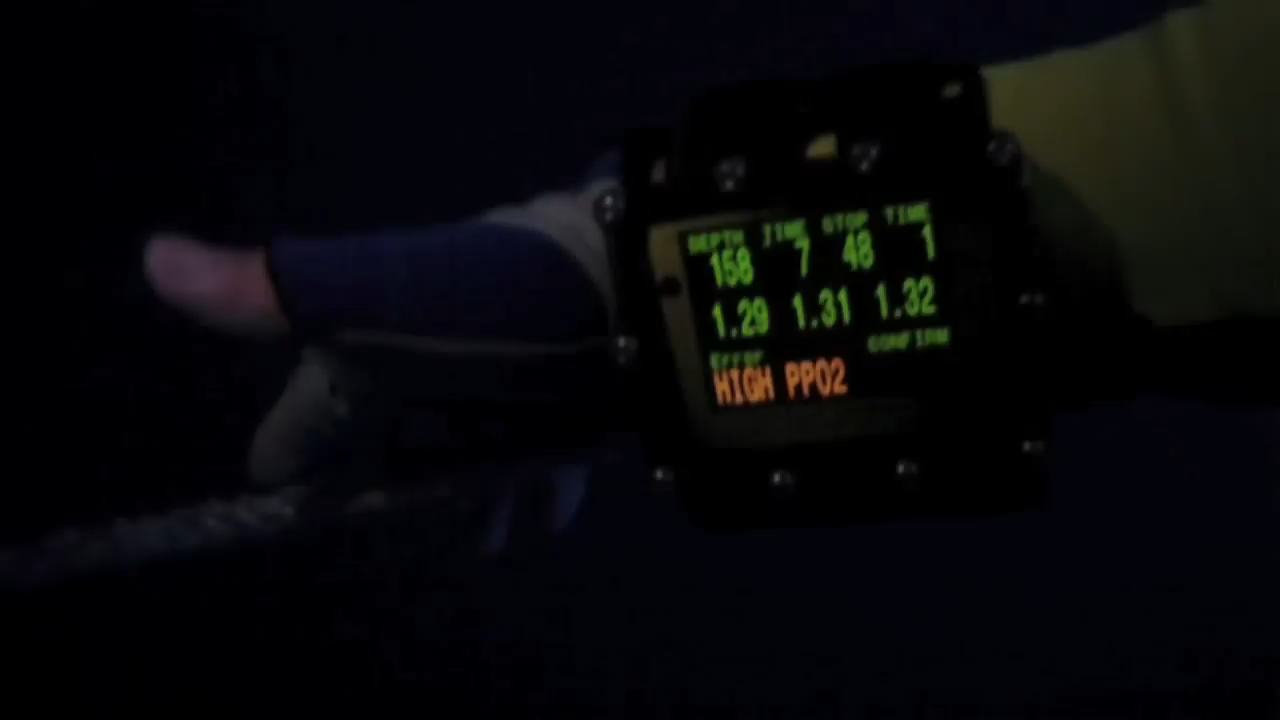 DEPTH TIME STOP TIME
158 7 48 1
1.29 1.31 1.32
Error CONFIRM
HIGH PPO2